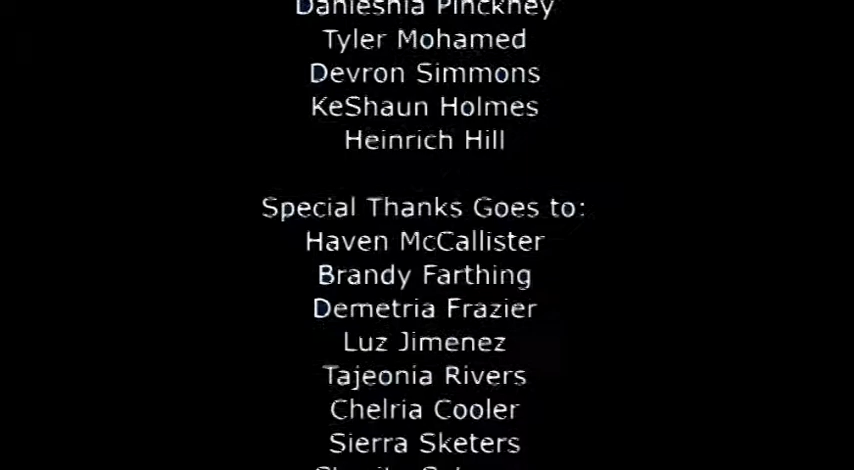 Danieshia Pinckney
Tyler Mohamed
Devron Simmons
KeShaun Holmes
Heinrich Hill
Special Thanks Goes to:
Haven McCallister
Brandy Farthing
Demetria Frazier
Luz Jimenez
Tajeonia Rivers
Chelria Cooler
Sierra Sketers